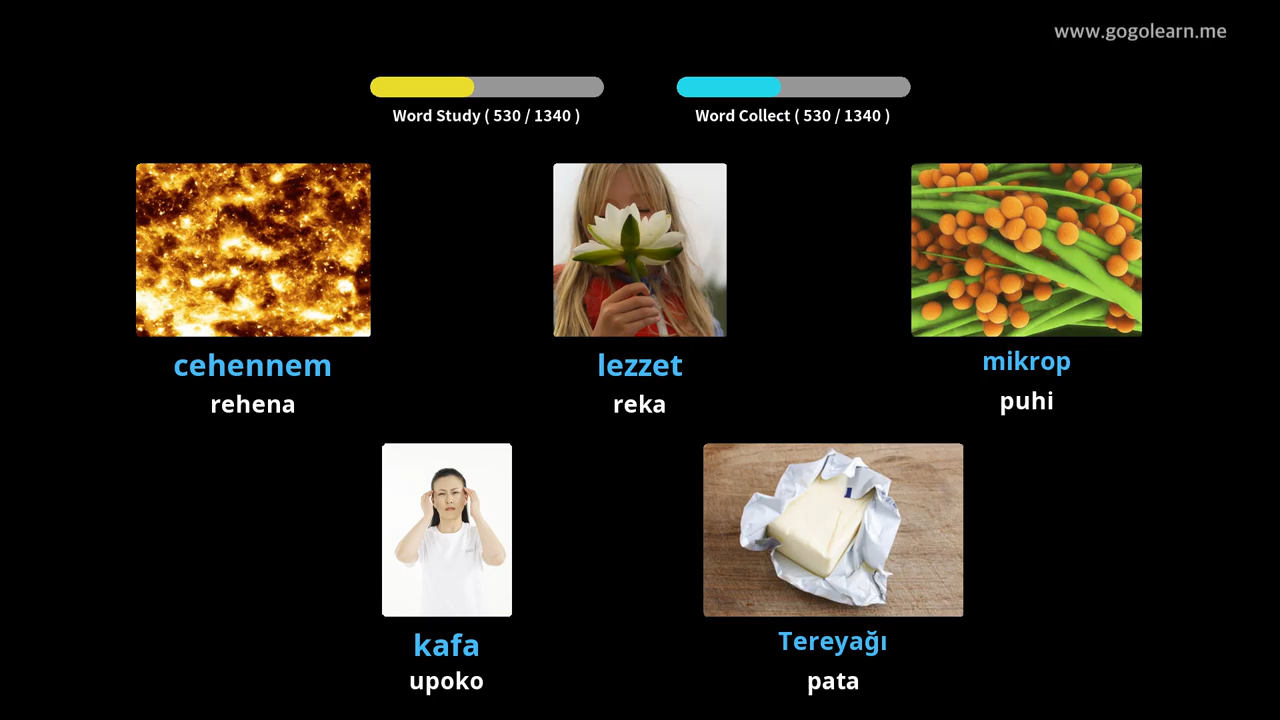 www.gogolearn.me
Word Study ( 530 / 1340 )
Word Collect ( 530 / 1340 )
cehennem
rehena
lezzet
reka
mikrop
puhi
kafa
upoko
Tereyağı
pata